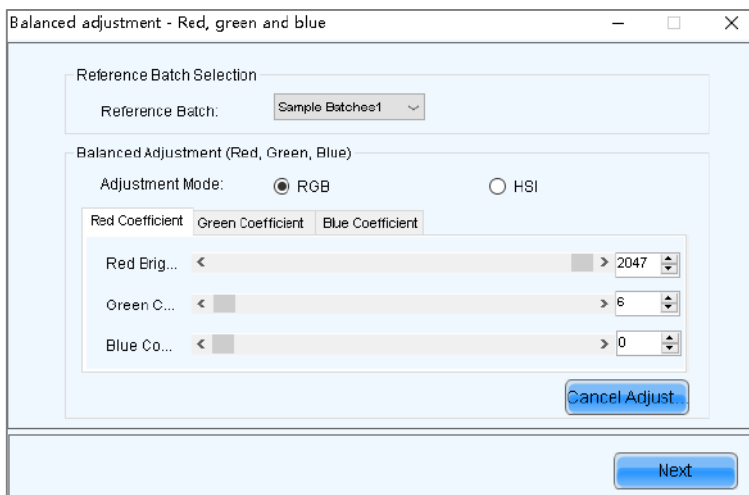 Balanced adjustment - Red, green and blue
Reference Batch Selection
Reference Batch: Sample Batches1
Balanced Adjustment (Red, Green, Blue)
Adjustment Mode: RGB HSI
Red Coefficient Green Coefficient Blue Coefficient
Red Brig... 2047
Green C... 6
Blue Co... 0
Cancel Adjust...
Next